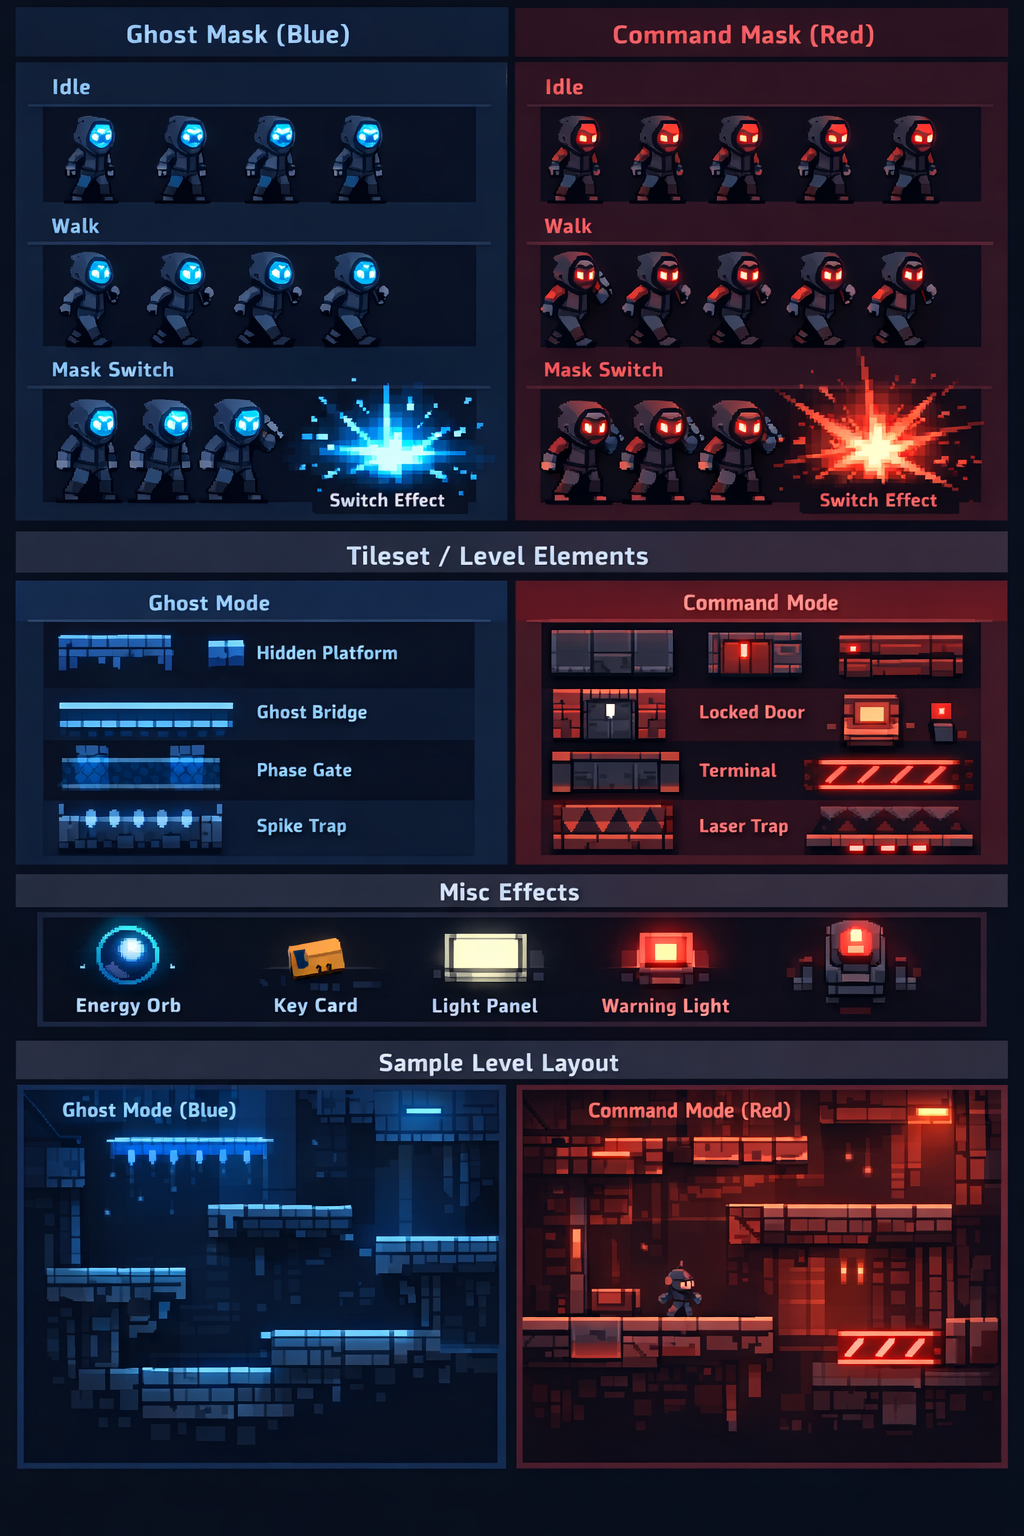 Ghost Mask (Blue)
Idle
Walk
Mask Switch
Switch Effect
Command Mask (Red)
Idle
Walk
Mask Switch
Switch Effect
Tileset / Level Elements
Ghost Mode
Hidden Platform
Ghost Bridge
Phase Gate
Spike Trap
Command Mode
Locked Door
Terminal
Laser Trap
Misc Effects
Energy Orb
Key Card
Light Panel
Warning Light
Sample Level Layout
Ghost Mode (Blue)
Command Mode (Red)